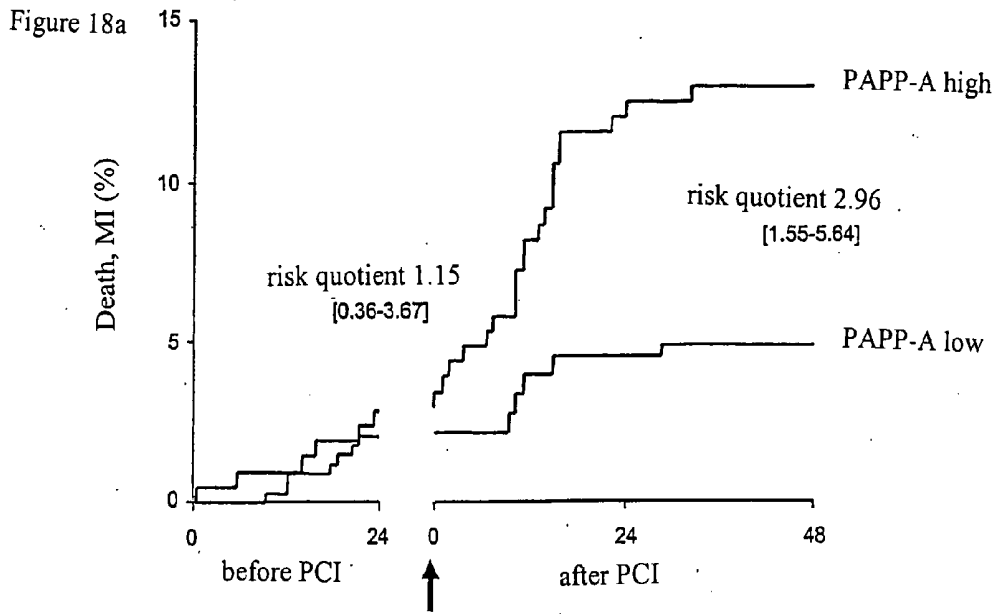 Figure 18a
15
10
5
0
Death, MI (%)
PAPP-A high
risk quotient 2.96
[1.55-5.64]
risk quotient 1.15
[0.36-3.67]
PAPP-A low
0 24 0 24 48
before PCI after PCI